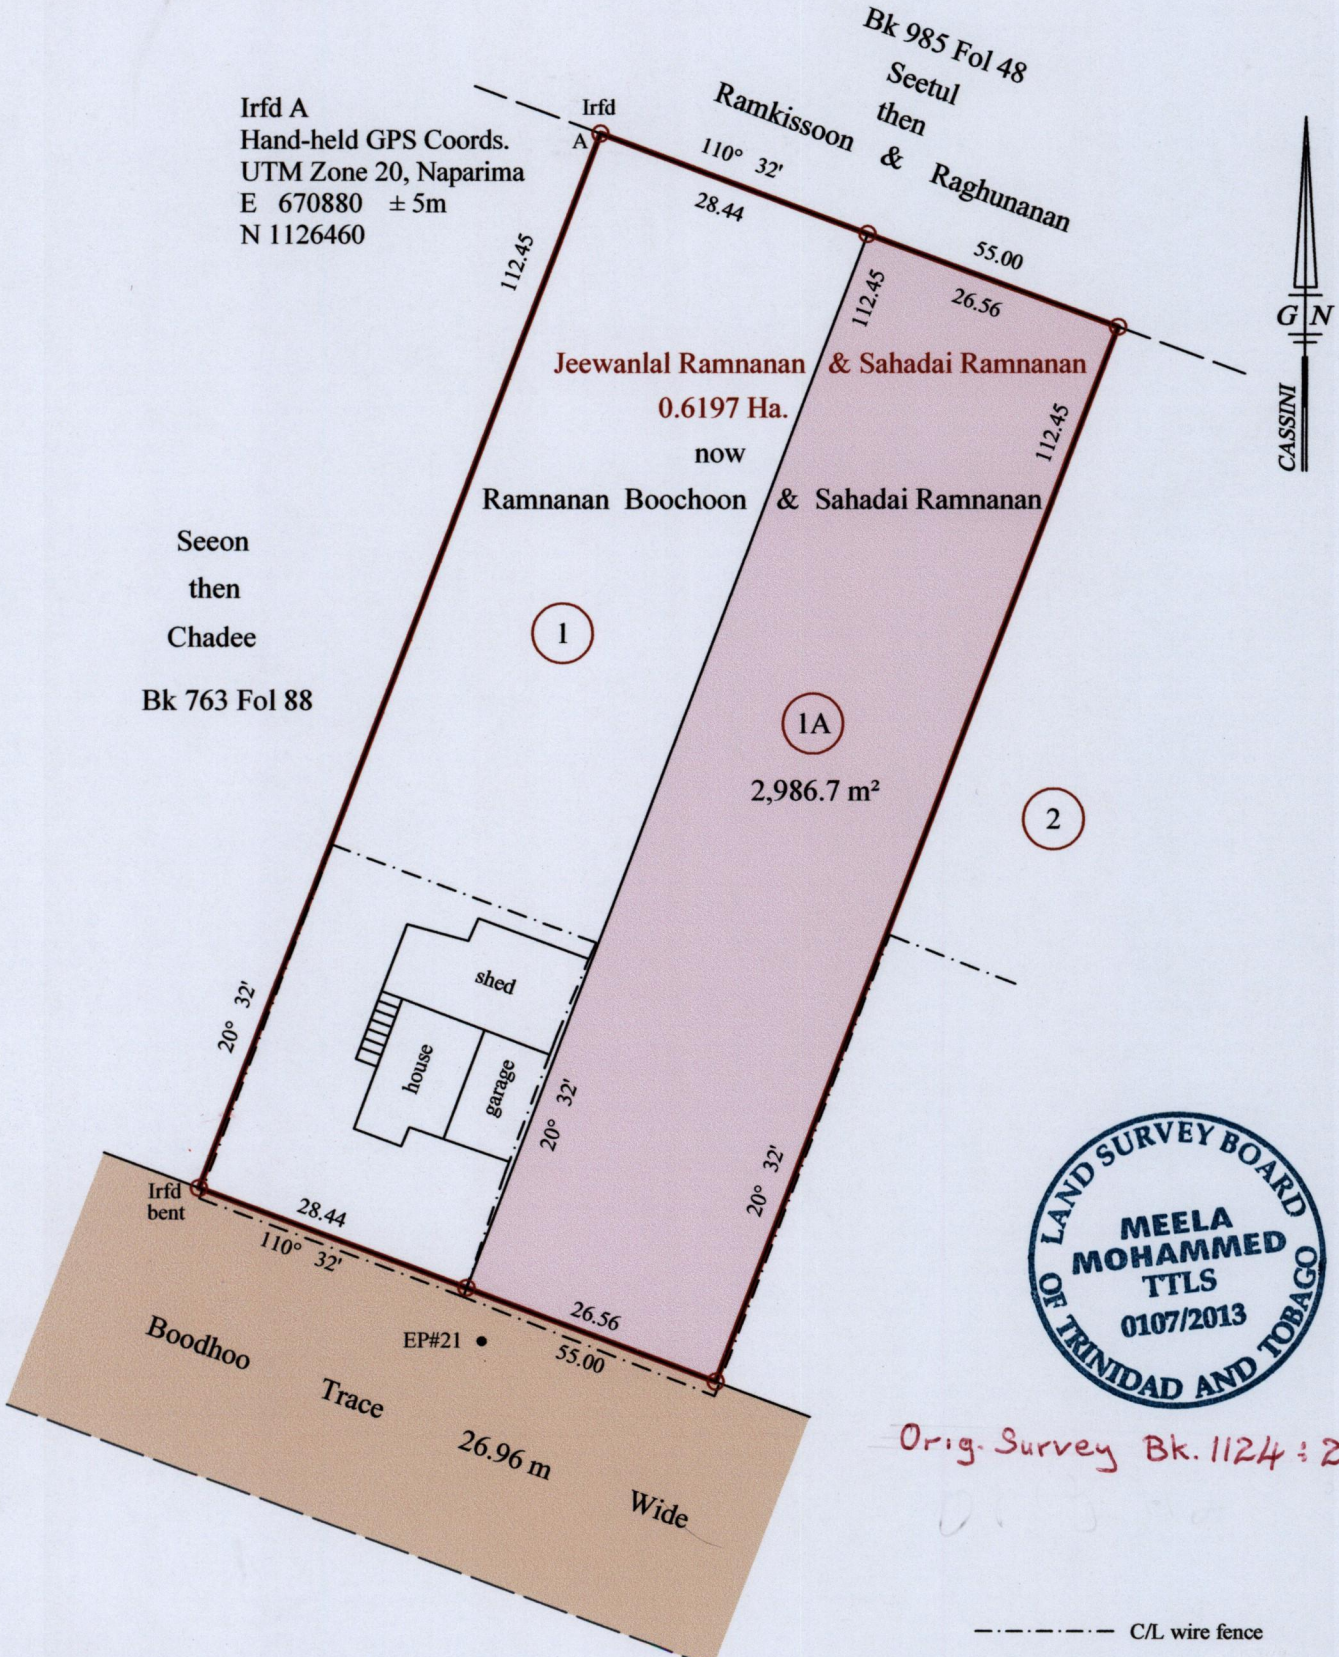 Bk 985 Fol 48
Seetul
then
Ramkissoon & Raghunanan
Irfd A
Hand-held GPS Coords.
UTM Zone 20, Naparima
E 670880 ± 5m
N 1126460
Irfd
A
110° 32'
28.44
55.00
26.56
112.45
112.45
112.45
G N
CASSINI
Jeewanlal Ramnanan & Sahadai Ramnanan
0.6197 Ha.
now
Ramnanan Boochoon & Sahadai Ramnanan
Seeon
then
Chadee
Bk 763 Fol 88
1
1A
2,986.7 m²
2
shed
house
garage
20° 32'
20° 32'
20° 32'
Irfd
bent
28.44
110° 32'
26.56
55.00
EP#21
Boodhoo Trace 26.96 m Wide
LAND SURVEY BOARD
OF TRINIDAD AND TOBAGO
MEELA
MOHAMMED
TTLS
0107/2013
Orig. Survey Bk. 1124 : 2
C/L wire fence